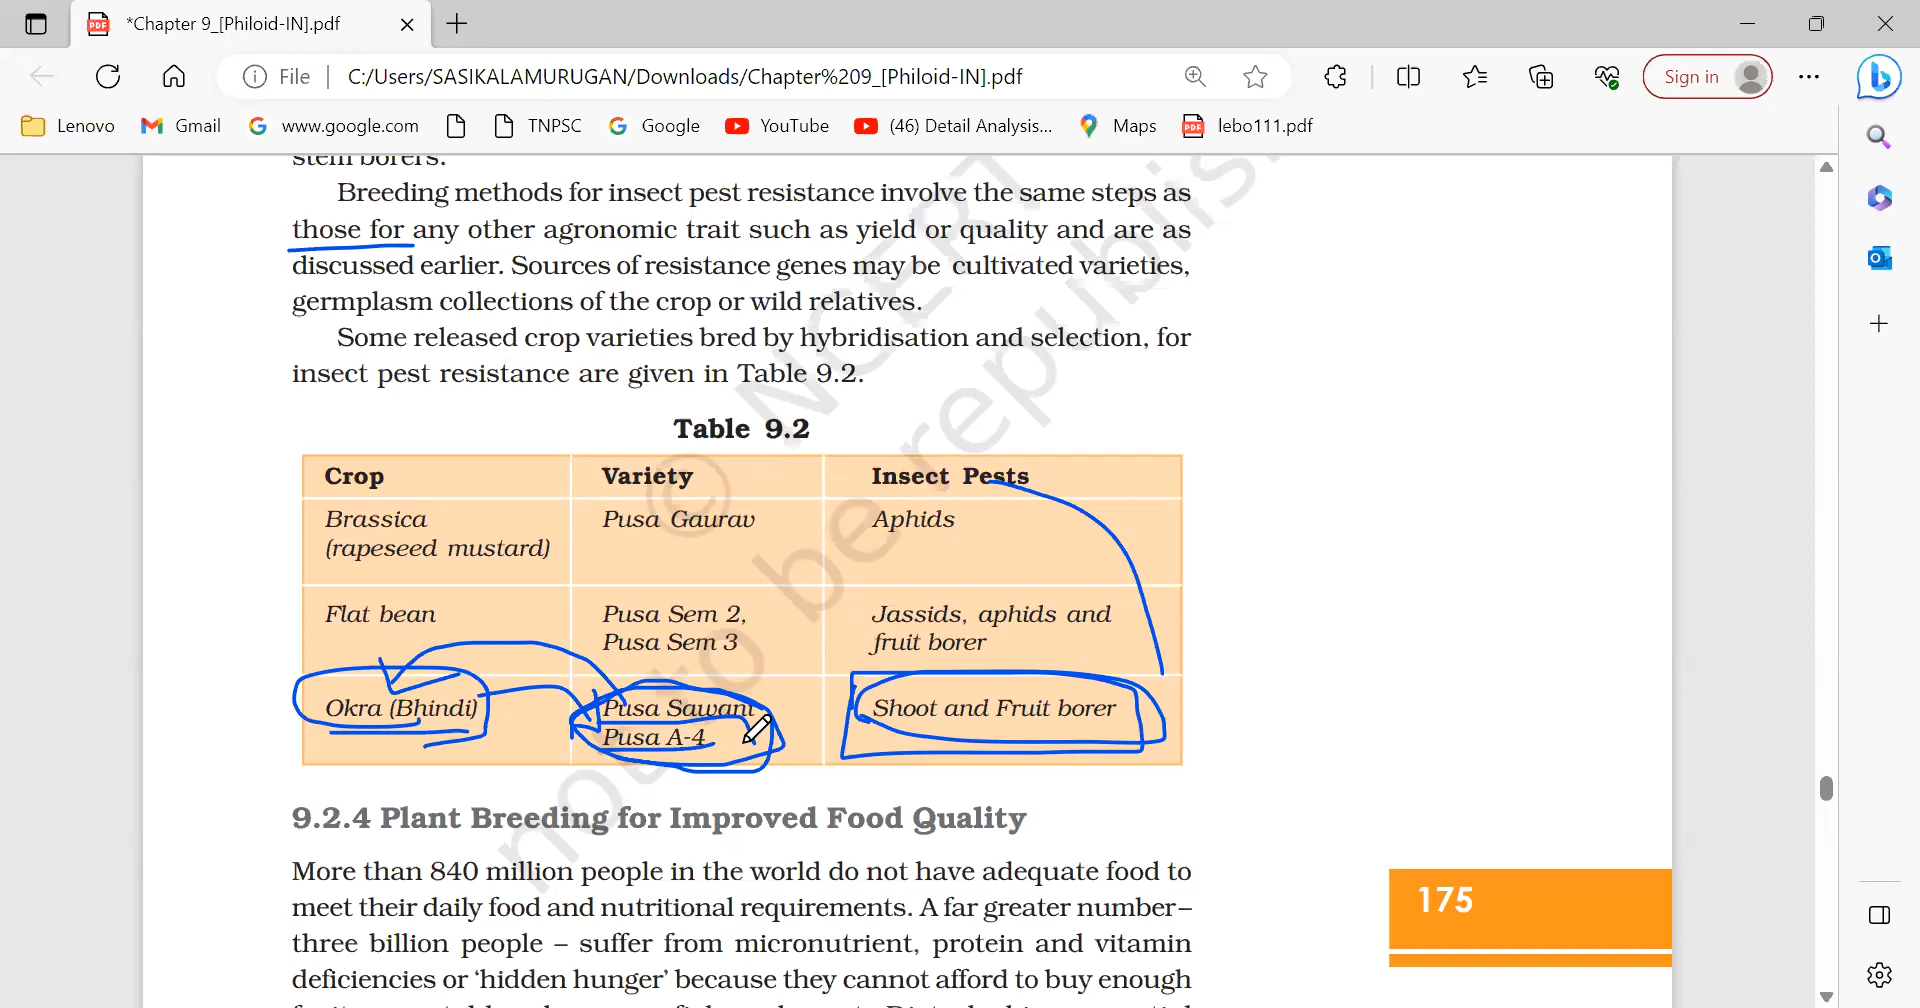 *Chapter 9_[Philoid-IN].pdf
File
C:/Users/SASIKALAMURUGAN/Downloads/Chapter%209_[Philoid-IN].pdf
Sign in
Lenovo
Gmail
www.google.com
TNPSC
Google
YouTube
(46) Detail Analysis...
Maps
lebo111.pdf
stem borers.
Breeding methods for insect pest resistance involve the same steps as
those for any other agronomic trait such as yield or quality and are as
discussed earlier. Sources of resistance genes may be cultivated varieties,
germplasm collections of the crop or wild relatives.
Some released crop varieties bred by hybridisation and selection, for
insect pest resistance are given in Table 9.2.
Table 9.2
Crop Variety Insect Pests
Brassica Pusa Gaurav Aphids
(rapeseed mustard)
Flat bean Pusa Sem 2, Jassids, aphids and
Pusa Sem 3 fruit borer
Okra (Bhindi) Pusa Sawani Shoot and Fruit borer
Pusa A-4
9.2.4 Plant Breeding for Improved Food Quality
More than 840 million people in the world do not have adequate food to
meet their daily food and nutritional requirements. A far greater number–
three billion people – suffer from micronutrient, protein and vitamin
deficiencies or ‘hidden hunger’ because they cannot afford to buy enough
175
© NCERT
not to be republis